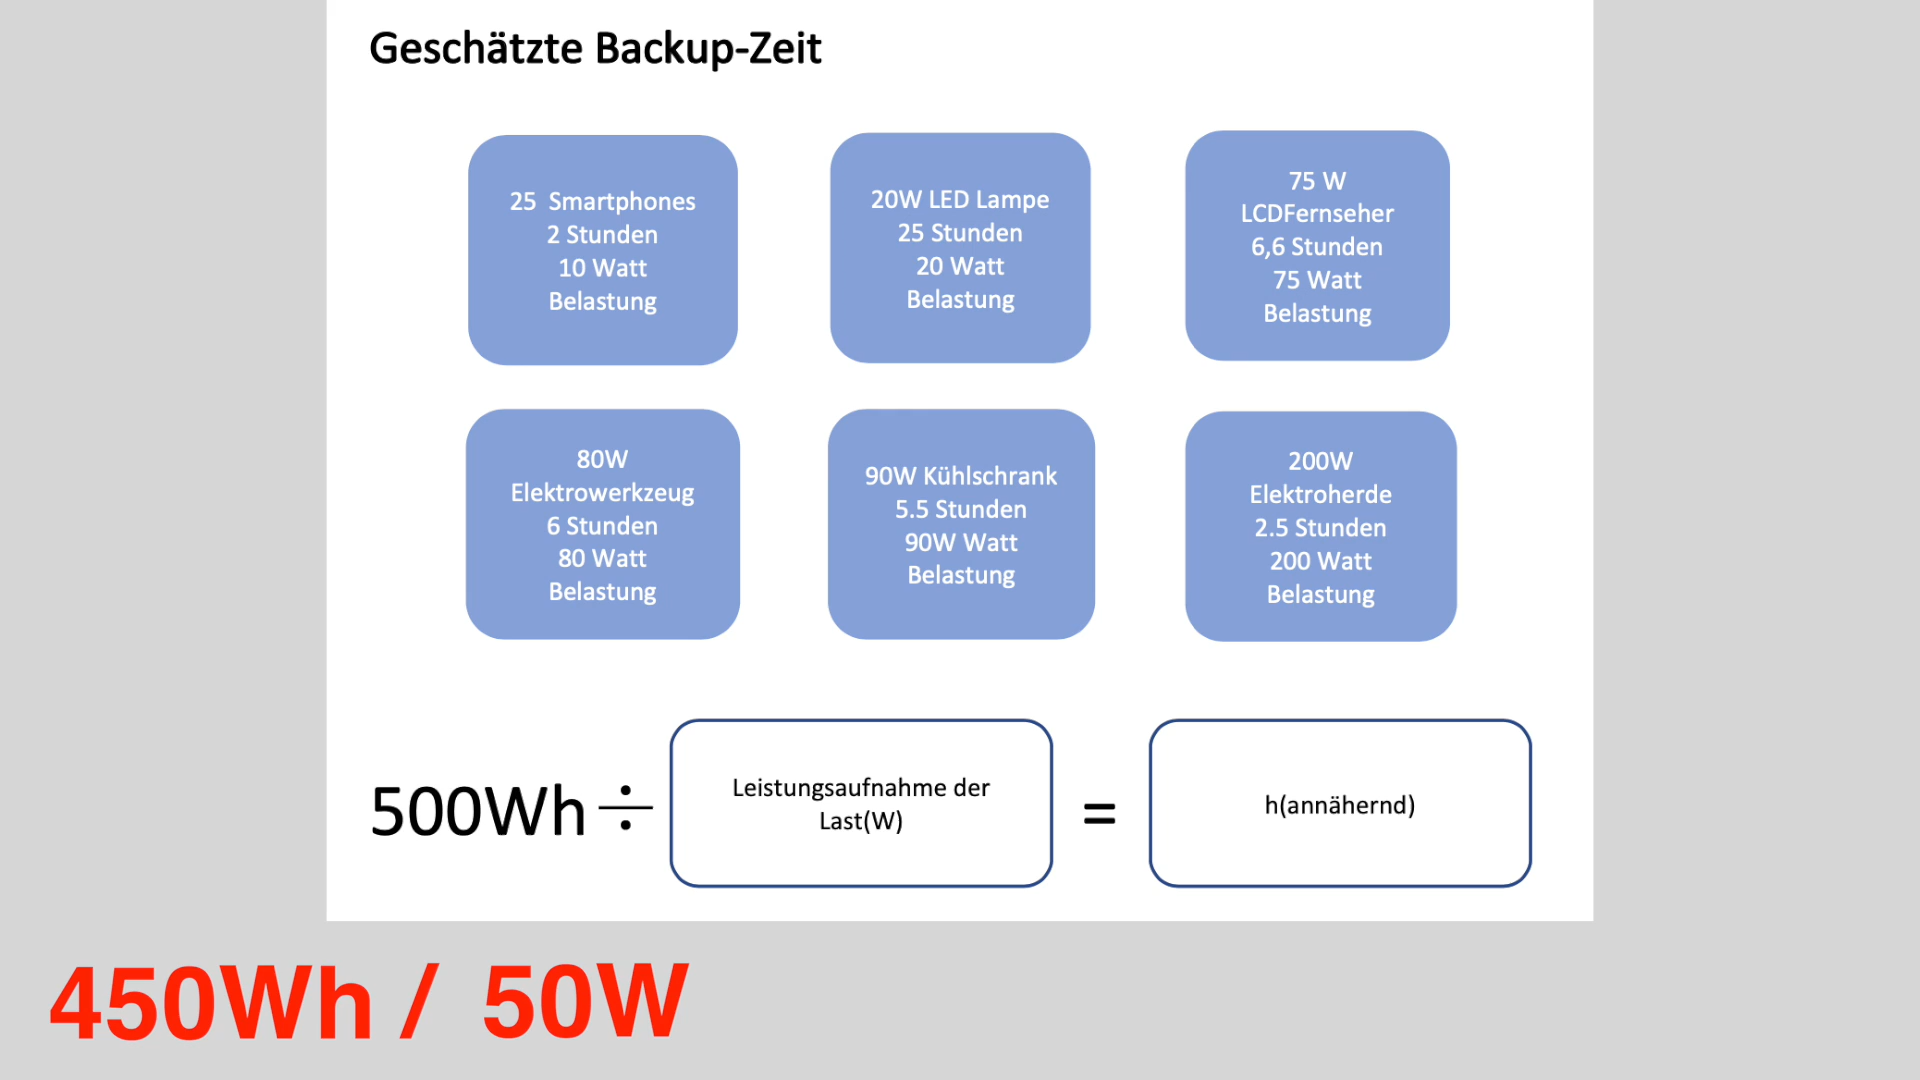 Geschätzte Backup-Zeit
25 Smartphones
2 Stunden
10 Watt
Belastung
20W LED Lampe
25 Stunden
20 Watt
Belastung
75 W
LCDFernseher
6,6 Stunden
75 Watt
Belastung
80W
Elektrowerkzeug
6 Stunden
80 Watt
Belastung
90W Kühlschrank
5.5 Stunden
90W Watt
Belastung
200W
Elektroherde
2.5 Stunden
200 Watt
Belastung
500Wh ÷
Leistungsaufnahme der
Last(W)
=
h(annähernd)
450Wh / 50W